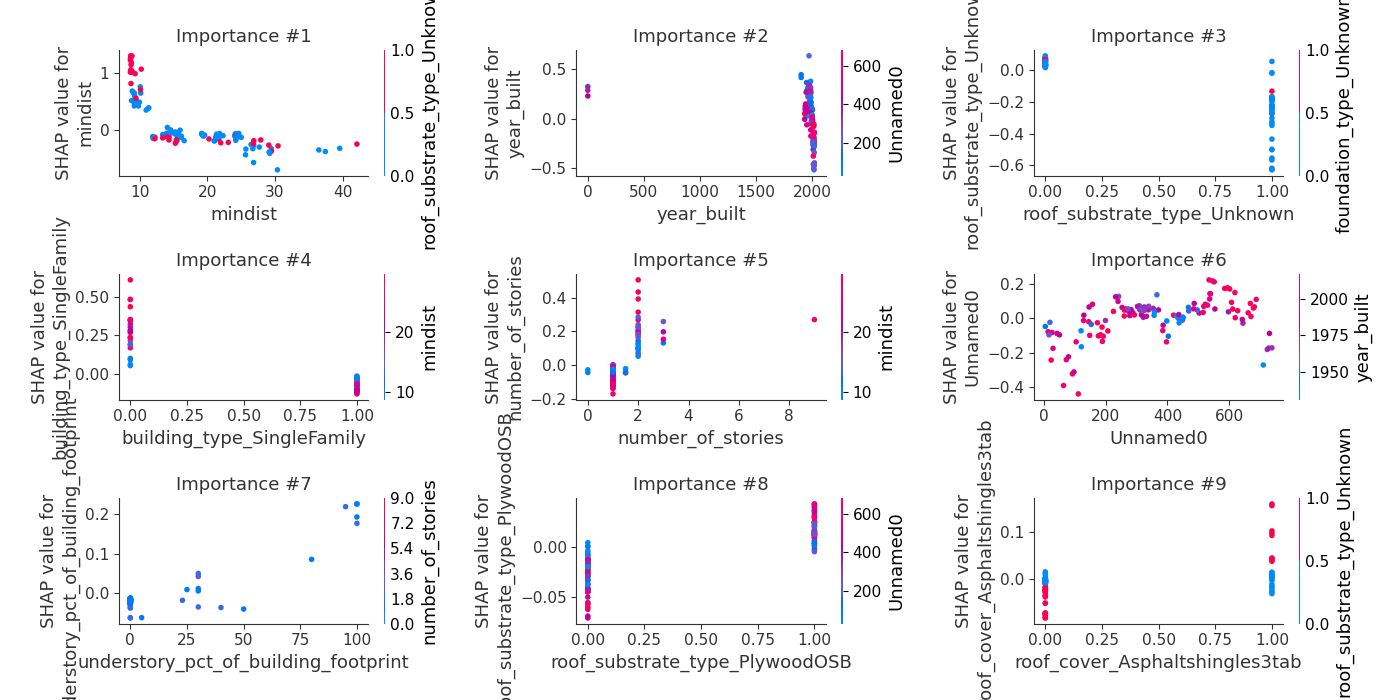 Importance #1
SHAP value for
mindist
1
0
10
20
30
40
mindist
1.0
0.5
0.0
roof_substrate_type_Unknown
Importance #2
SHAP value for
year_built
0.5
0.0
−0.5
0
500
1000
1500
2000
year_built
600
400
200
Unnamed0
Importance #3
SHAP value for
roof_substrate_type_Unknown
0.0
−0.2
−0.4
−0.6
0.00
0.25
0.50
0.75
1.00
roof_substrate_type_Unknown
1.0
0.5
0.0
foundation_type_Unknown
Importance #4
SHAP value for
building_type_SingleFamily
0.50
0.25
0.00
0.00
0.25
0.50
0.75
1.00
building_type_SingleFamily
20
10
mindist
Importance #5
SHAP value for
number_of_stories
0.4
0.2
0.0
−0.2
0
2
4
6
8
number_of_stories
20
10
mindist
Importance #6
SHAP value for
Unnamed0
0.2
0.0
−0.2
−0.4
0
200
400
600
Unnamed0
2000
1975
1950
year_built
Importance #7
SHAP value for
derstory_pct_of_building_footprint
0.2
0.1
0.0
0
25
50
75
100
understory_pct_of_building_footprint
9.0
7.2
5.4
3.6
1.8
0.0
number_of_stories
Importance #8
SHAP value for
oof_substrate_type_PlywoodOSB
0.00
−0.05
0.00
0.25
0.50
0.75
1.00
roof_substrate_type_PlywoodOSB
600
400
200
Unnamed0
Importance #9
SHAP value for
oof_cover_Asphaltshingles3tab
0.1
0.0
0.00
0.25
0.50
0.75
1.00
roof_cover_Asphaltshingles3tab
1.0
0.5
0.0
roof_substrate_type_Unknown